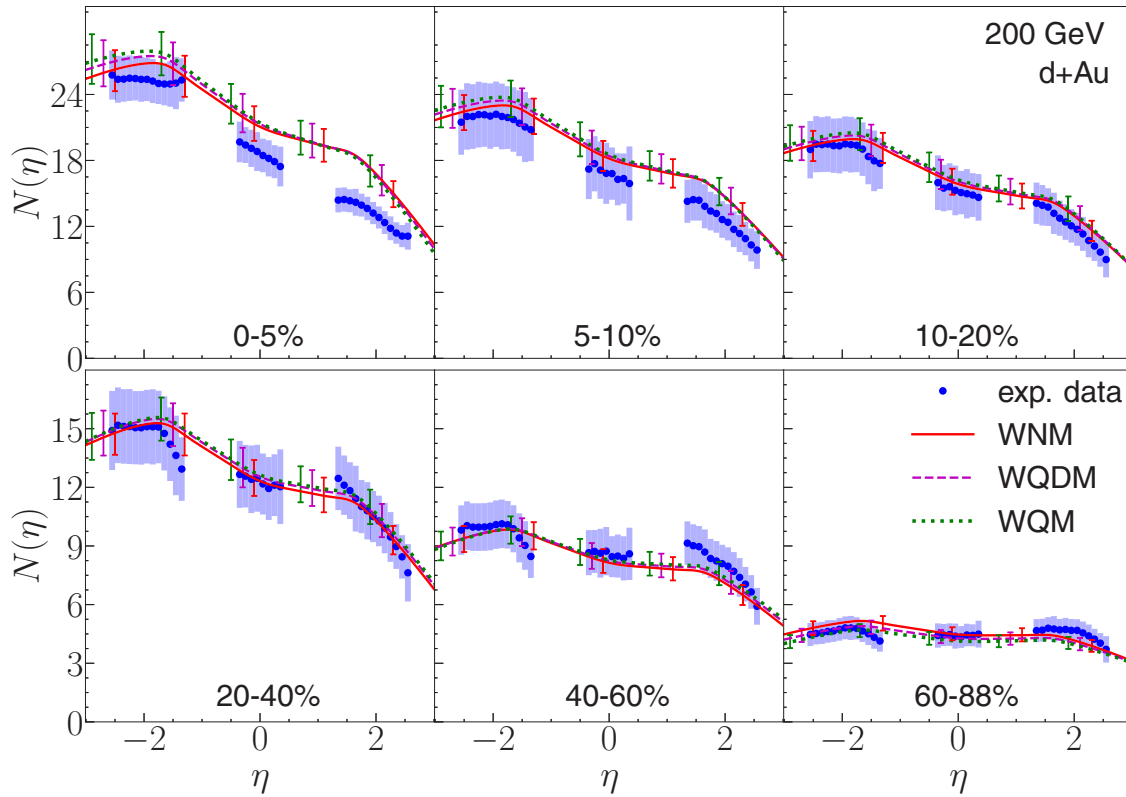 200 GeV
d+Au
N(η)
24
18
12
6
0
0-5%
5-10%
10-20%
N(η)
15
12
9
6
3
0
20-40%
40-60%
60-88%
exp. data
WNM
WQDM
WQM
−2 0 2
−2 0 2
−2 0 2
η
η
η